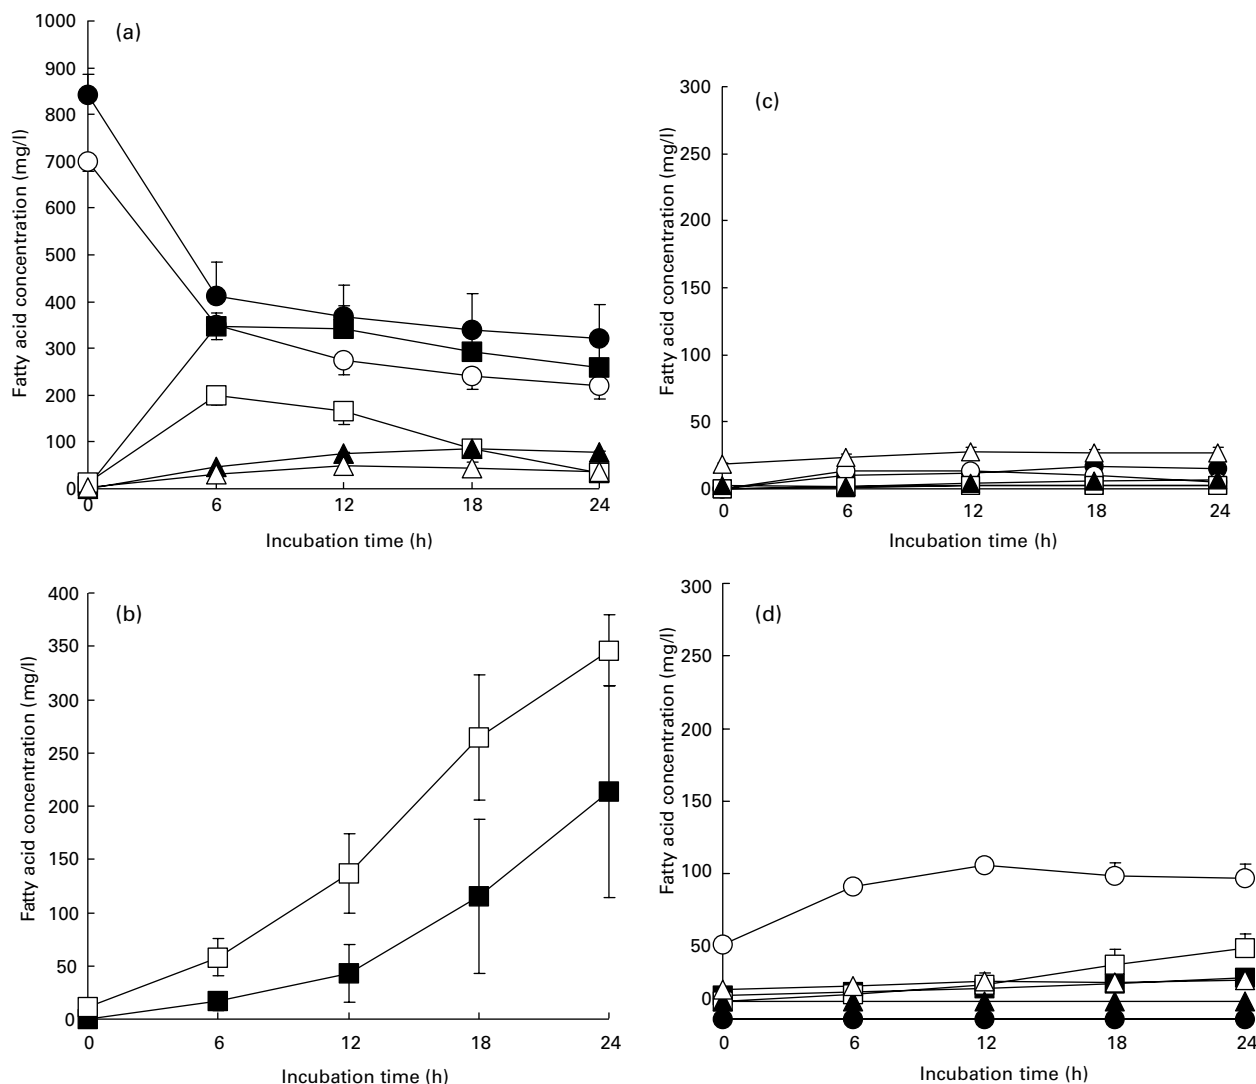 (a)
Fatty acid concentration (mg/l)
1000
900
800
700
600
500
400
300
200
100
0
0 6 12 18 24
Incubation time (h)
(c)
Fatty acid concentration (mg/l)
300
250
200
150
100
50
0
0 6 12 18 24
Incubation time (h)
(b)
Fatty acid concentration (mg/l)
400
350
300
250
200
150
100
50
0
0 6 12 18 24
Incubation time (h)
(d)
Fatty acid concentration (mg/l)
300
250
200
150
100
50
0
0 6 12 18 24
Incubation time (h)